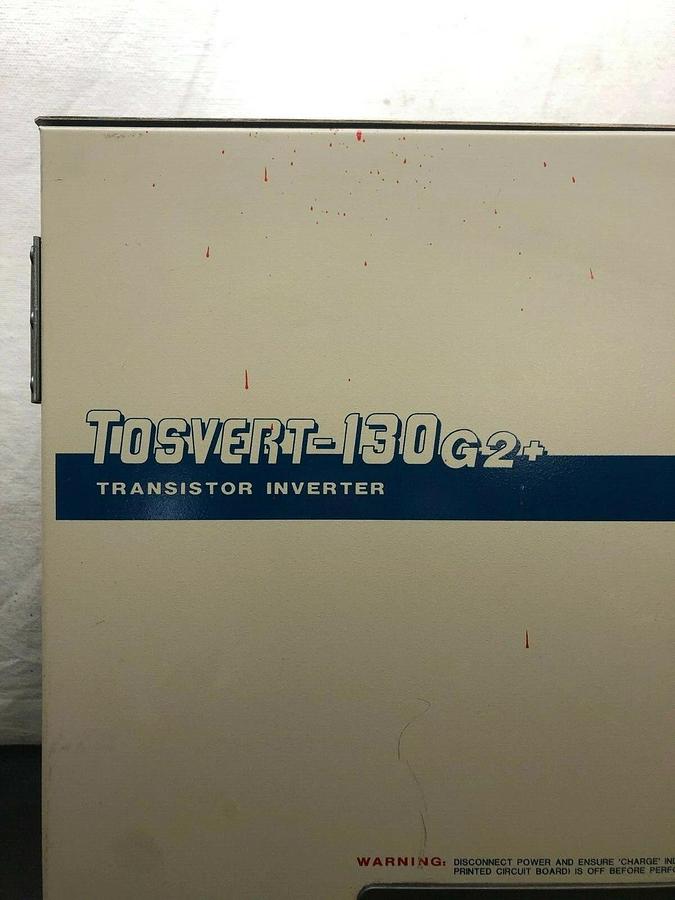 TOSVERT-130G2+
TRANSISTOR INVERTER
WARNING: DISCONNECT POWER AND ENSURE 'CHARGE'
PRINTED CIRCUIT BOARD) IS OFF BEFORE